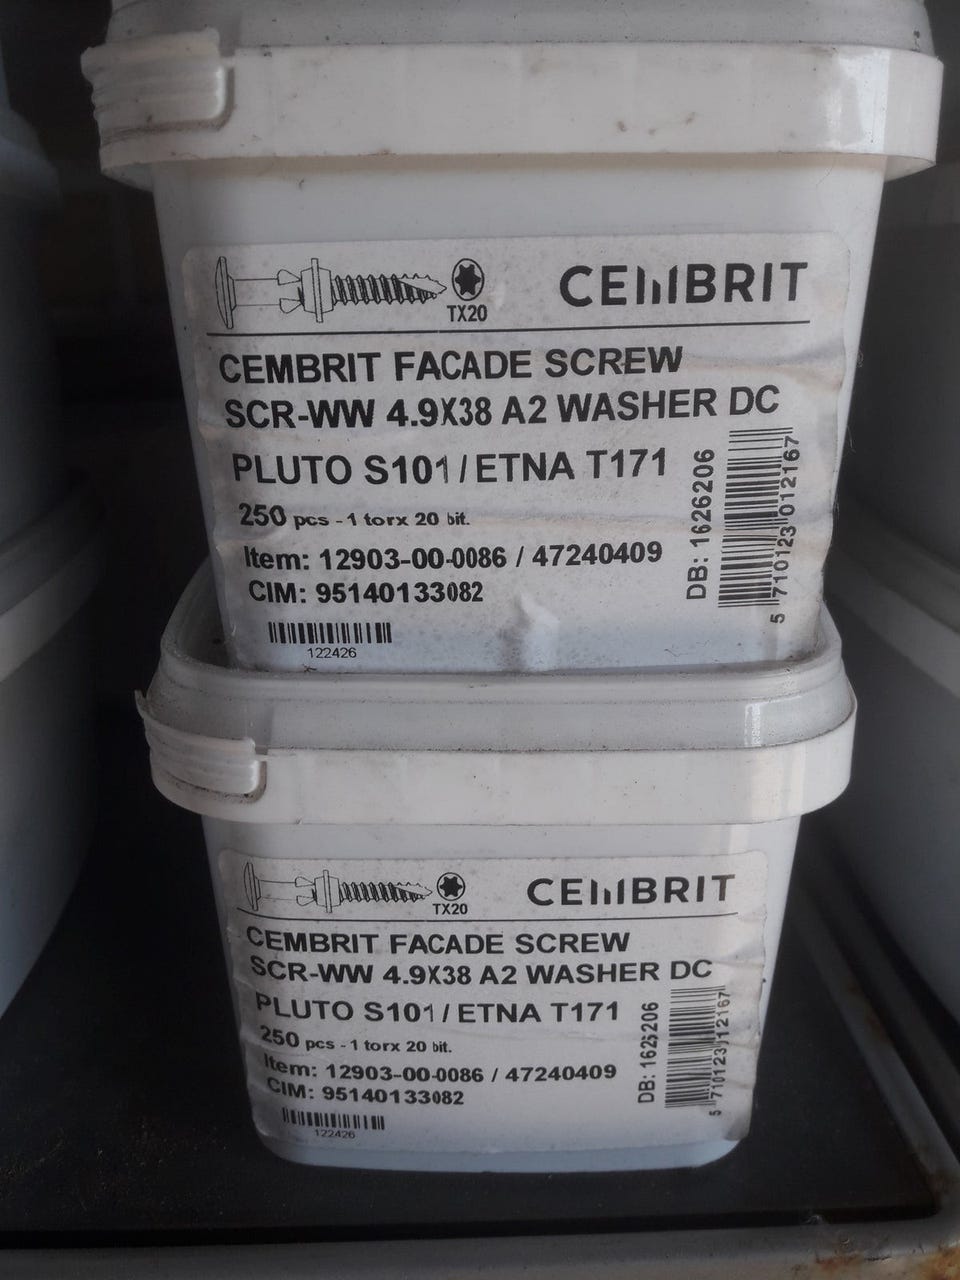 TX20
CEMBRIT
CEMBRIT FACADE SCREW
SCR-WW 4.9X38 A2 WASHER DC
PLUTO S101/ETNA T171
250 pcs - 1 torx 20 bit.
Item: 12903-00-0086 / 47240409
CIM: 95140133082
122426
DB: 1626206
5 710123 012167
TX20
CEMBRIT
CEMBRIT FACADE SCREW
SCR-WW 4.9X38 A2 WASHER DC
PLUTO S101/ETNA T171
250 pcs - 1 torx 20 bit.
Item: 12903-00-0086 / 47240409
CIM: 95140133082
122426
DB: 1626206
5 710123 012167